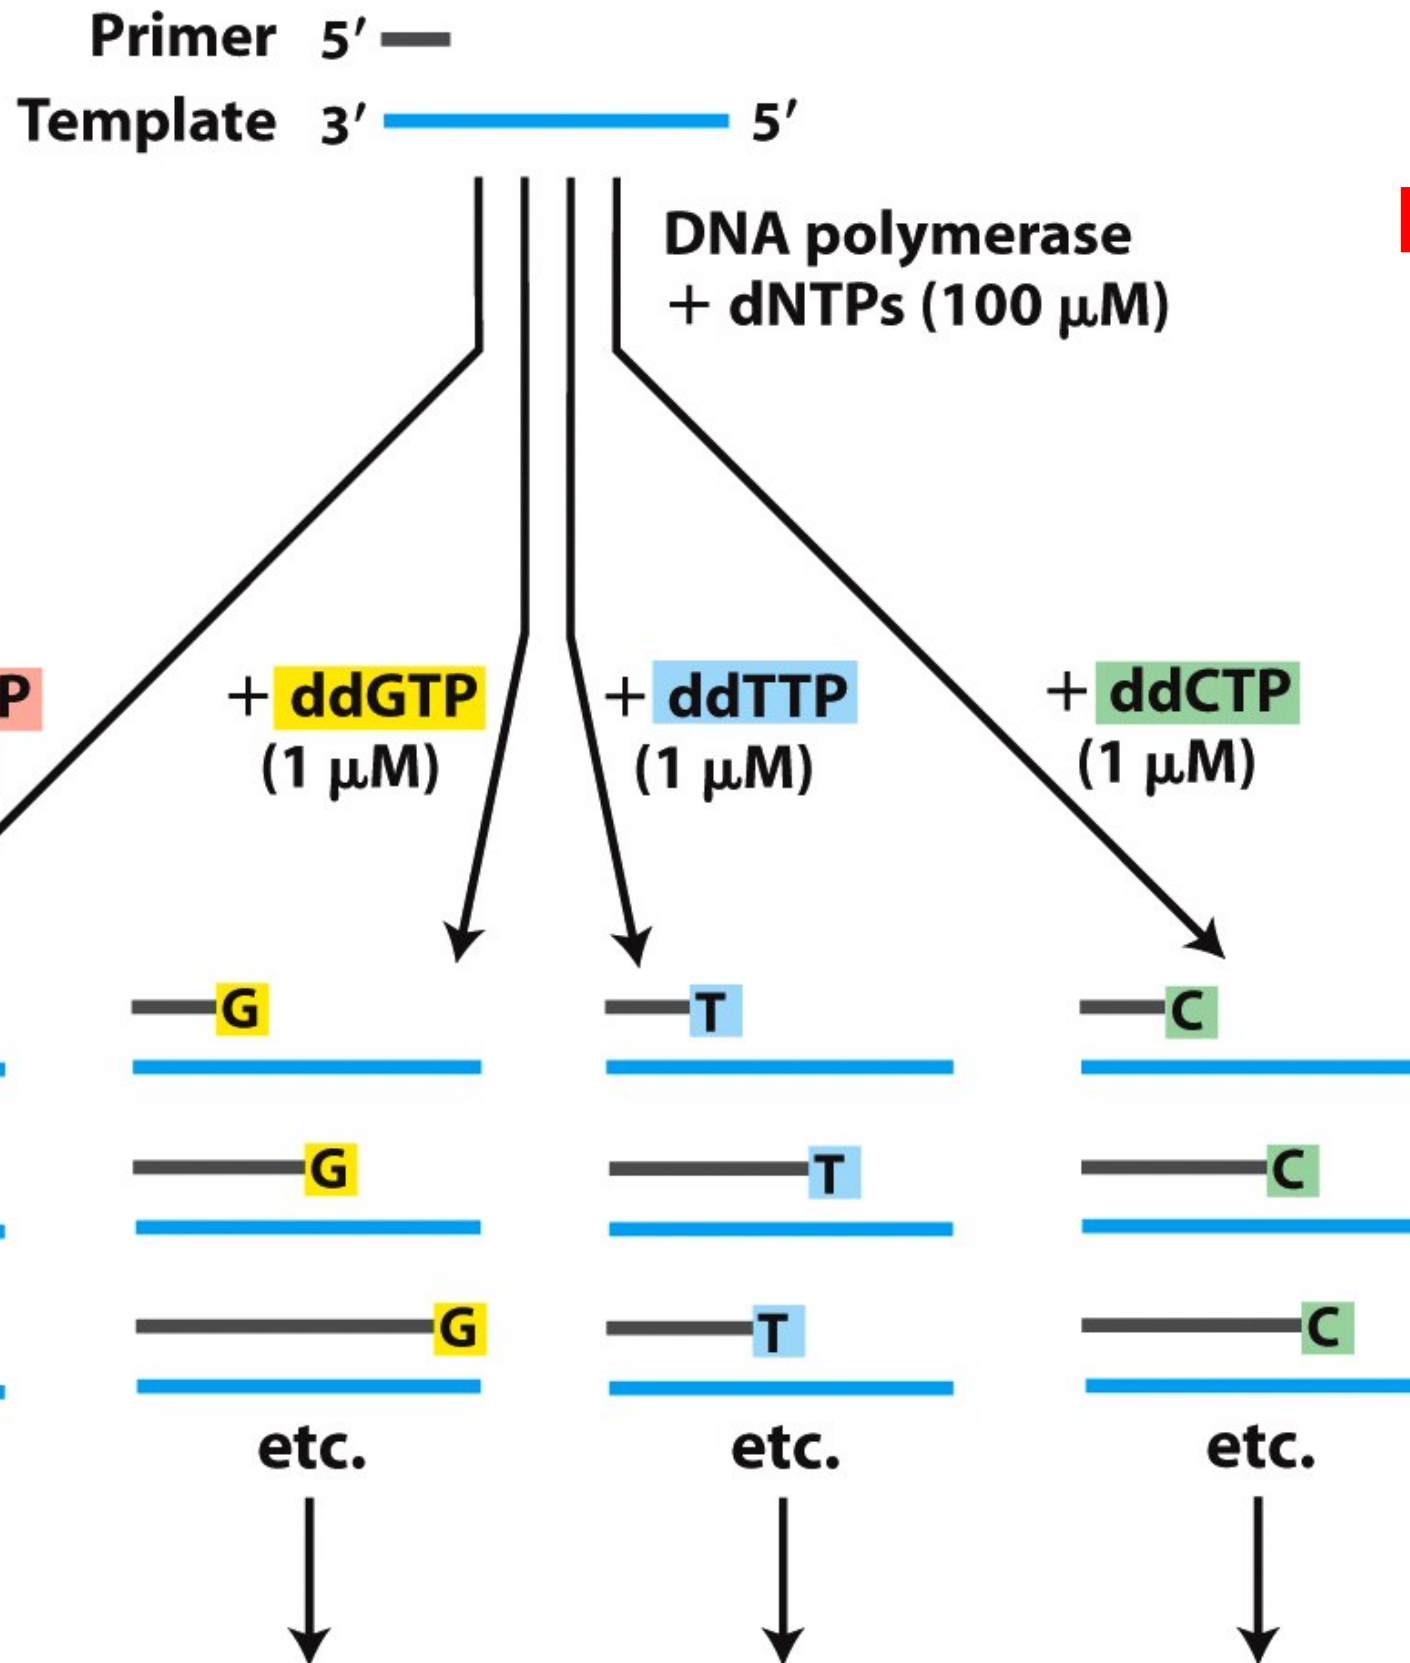 Primer 5′
Template 3′ 5′
DNA polymerase
+ dNTPs (100 μM)
P
+ ddGTP
(1 μM)
+ ddTTP
(1 μM)
+ ddCTP
(1 μM)
G
T
C
G
T
C
G
T
C
etc.
etc.
etc.